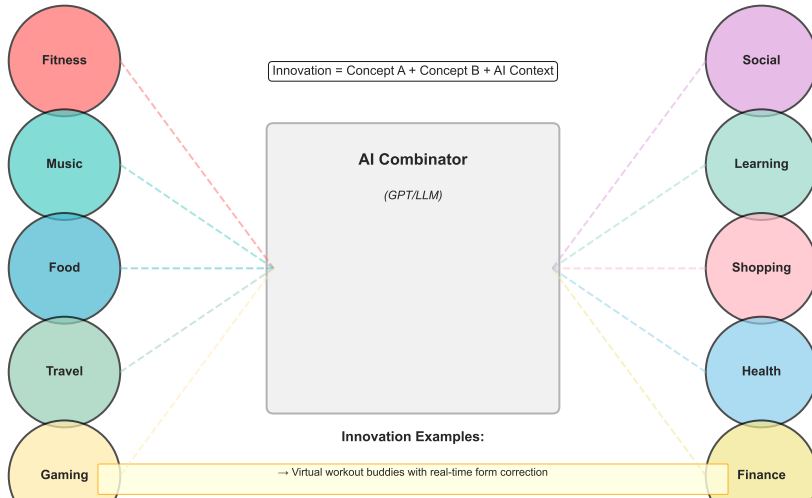 Innovation = Concept A + Concept B + AI Context
Fitness
Music
Food
Travel
Gaming
AI Combinator
(GPT/LLM)
Social
Learning
Shopping
Health
Finance
Innovation Examples:
→ Virtual workout buddies with real-time form correction